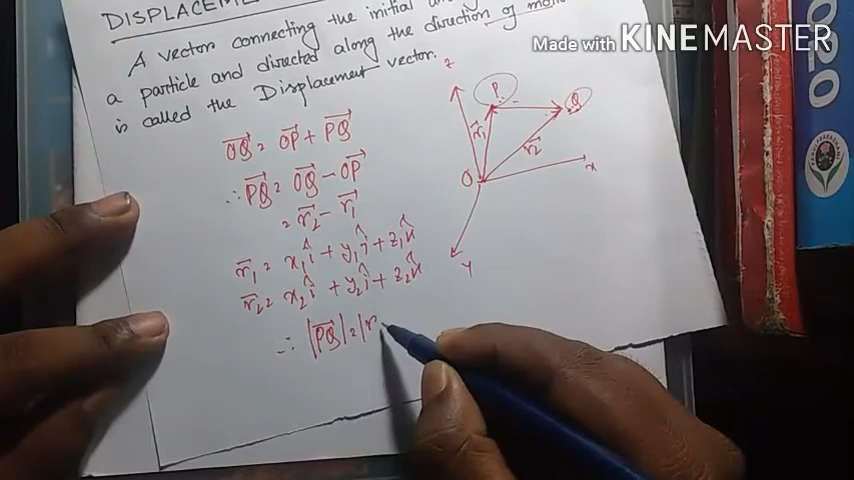 DISPLACEME
A vector connecting the initial
a particle and directed along the direction of
is called the Displacement vector.
Made with KINEMASTER
OQ = OP + PQ
∴ PQ = OQ - OP
= r₂ - r₁
r₁ = x₁î + y₁ĵ + z₁k̂
r₂ = x₂î + y₂ĵ + z₂k̂
∴ |PQ| = |r
z
P
Q
r₁
r₂
O
x
y
020